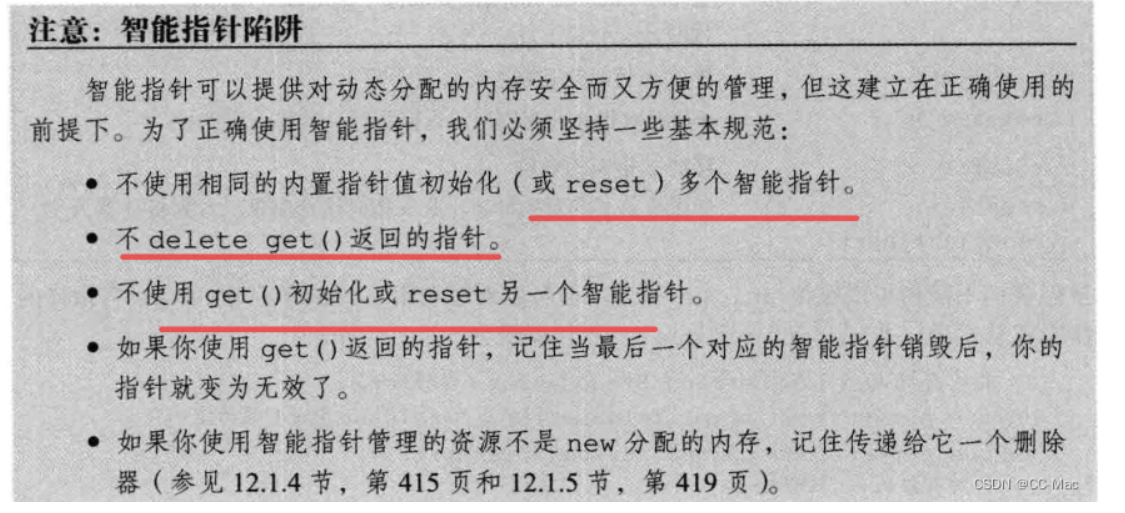 注意：智能指针陷阱
智能指针可以提供对动态分配的内存安全而又方便的管理，但这建立在正确使用的
前提下。为了正确使用智能指针，我们必须坚持一些基本规范：
● 不使用相同的内置指针值初始化（或 reset）多个智能指针。
● 不 delete get()返回的指针。
● 不使用 get()初始化或 reset 另一个智能指针。
● 如果你使用 get()返回的指针，记住当最后一个对应的智能指针销毁后，你的
指针就变为无效了。
● 如果你使用智能指针管理的资源不是 new 分配的内存，记住传递给它一个删除
器（参见 12.1.4 节，第 415 页和 12.1.5 节，第 419 页）。
CSDN @CC-Mac